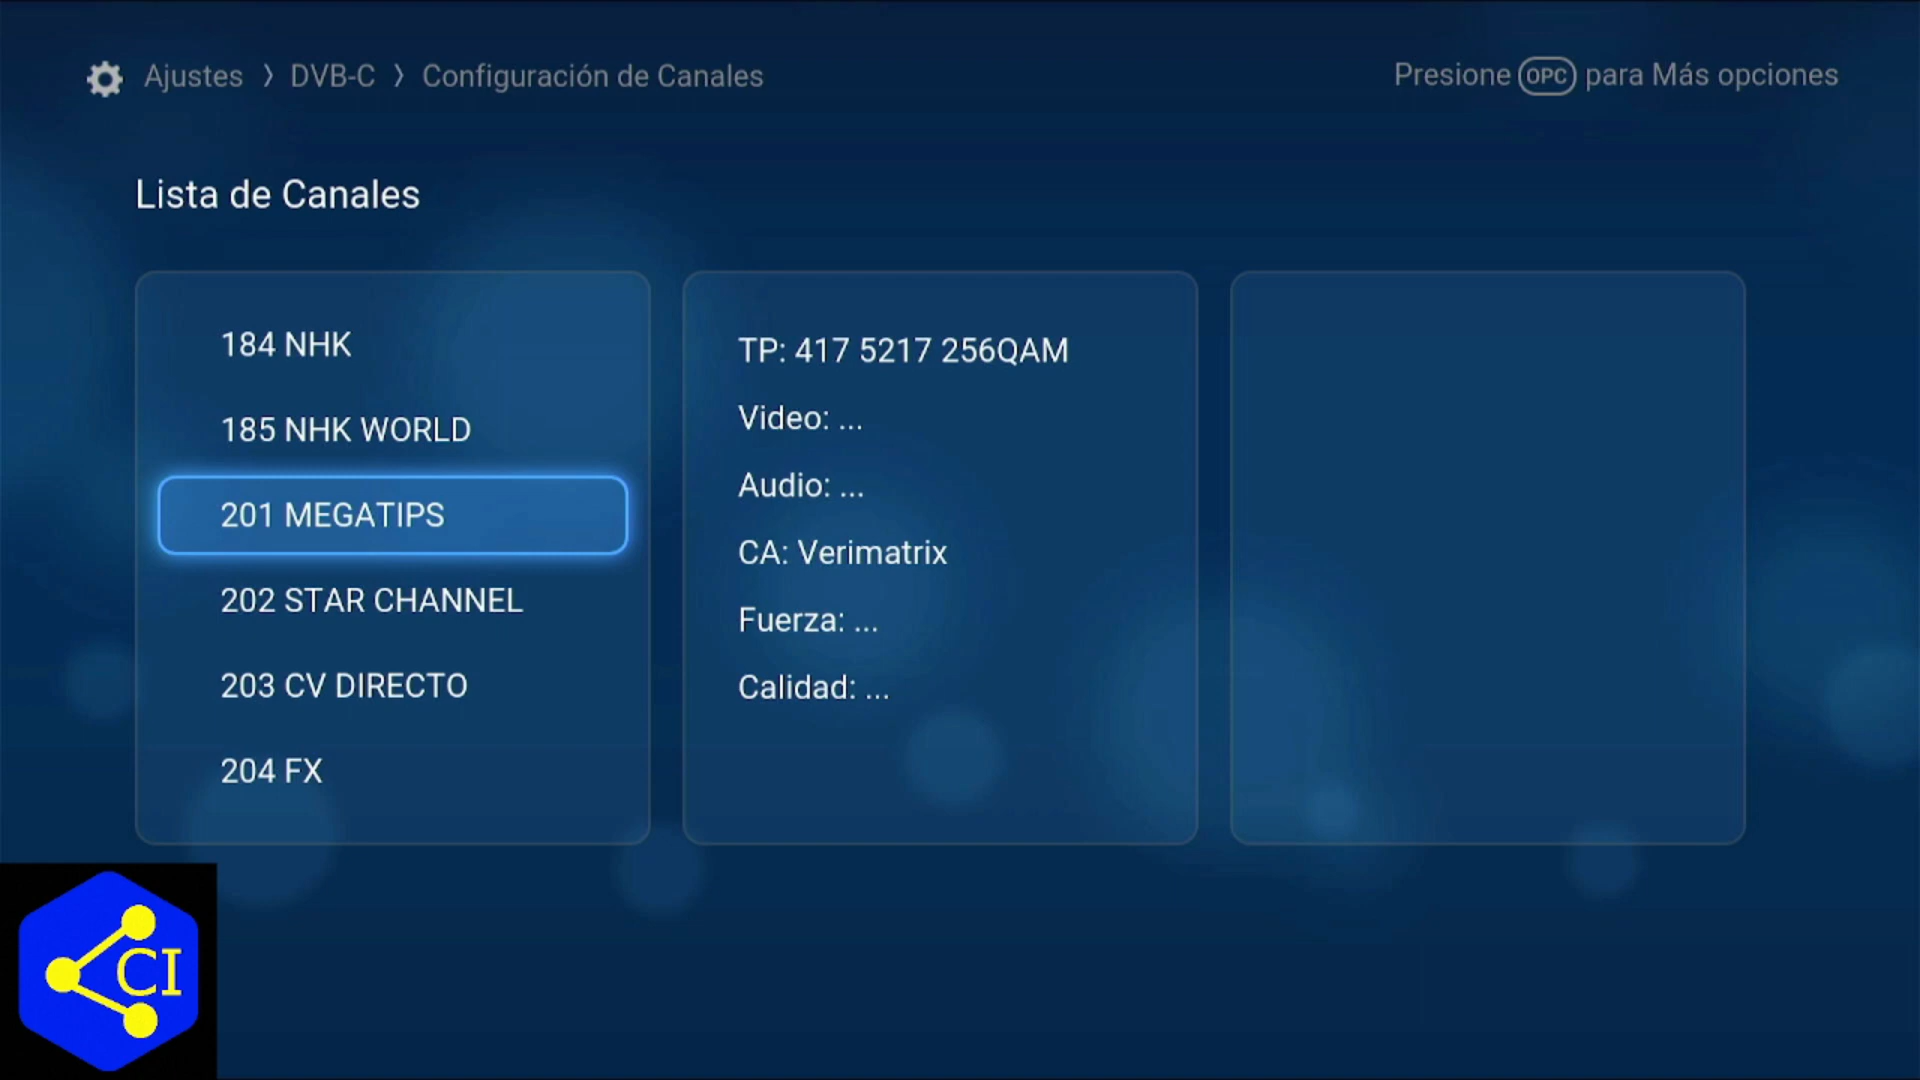 Ajustes > DVB-C > Configuración de Canales
Presione OPC para Más opciones
Lista de Canales
184 NHK
185 NHK WORLD
201 MEGATIPS
202 STAR CHANNEL
203 CV DIRECTO
204 FX
TP: 417 5217 256QAM
Video: ...
Audio: ...
CA: Verimatrix
Fuerza: ...
Calidad: ...
CI